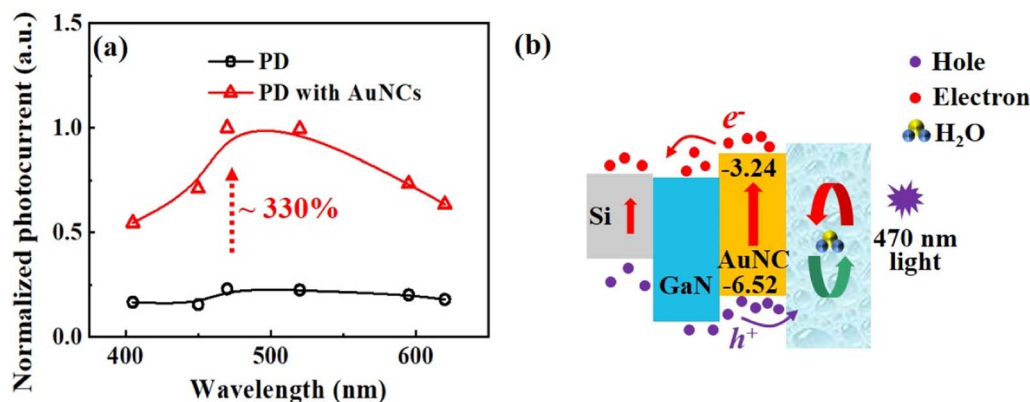 (a)
PD
PD with AuNCs
~ 330%
Normalized photocurrent (a.u.)
1.5
1.0
0.5
0.0
400
500
600
Wavelength (nm)
(b)
Hole
Electron
H₂O
e⁻
-3.24
Si
AuNC
GaN
-6.52
h⁺
470 nm
light